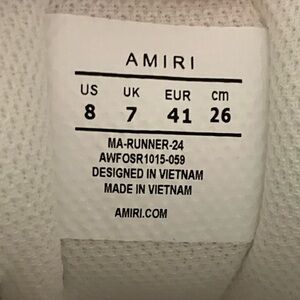 AMIRI
US UK EUR cm
8 7 41 26
MA-RUNNER-24
AWFOSR1015-059
DESIGNED IN VIETNAM
MADE IN VIETNAM
AMIRI.COM